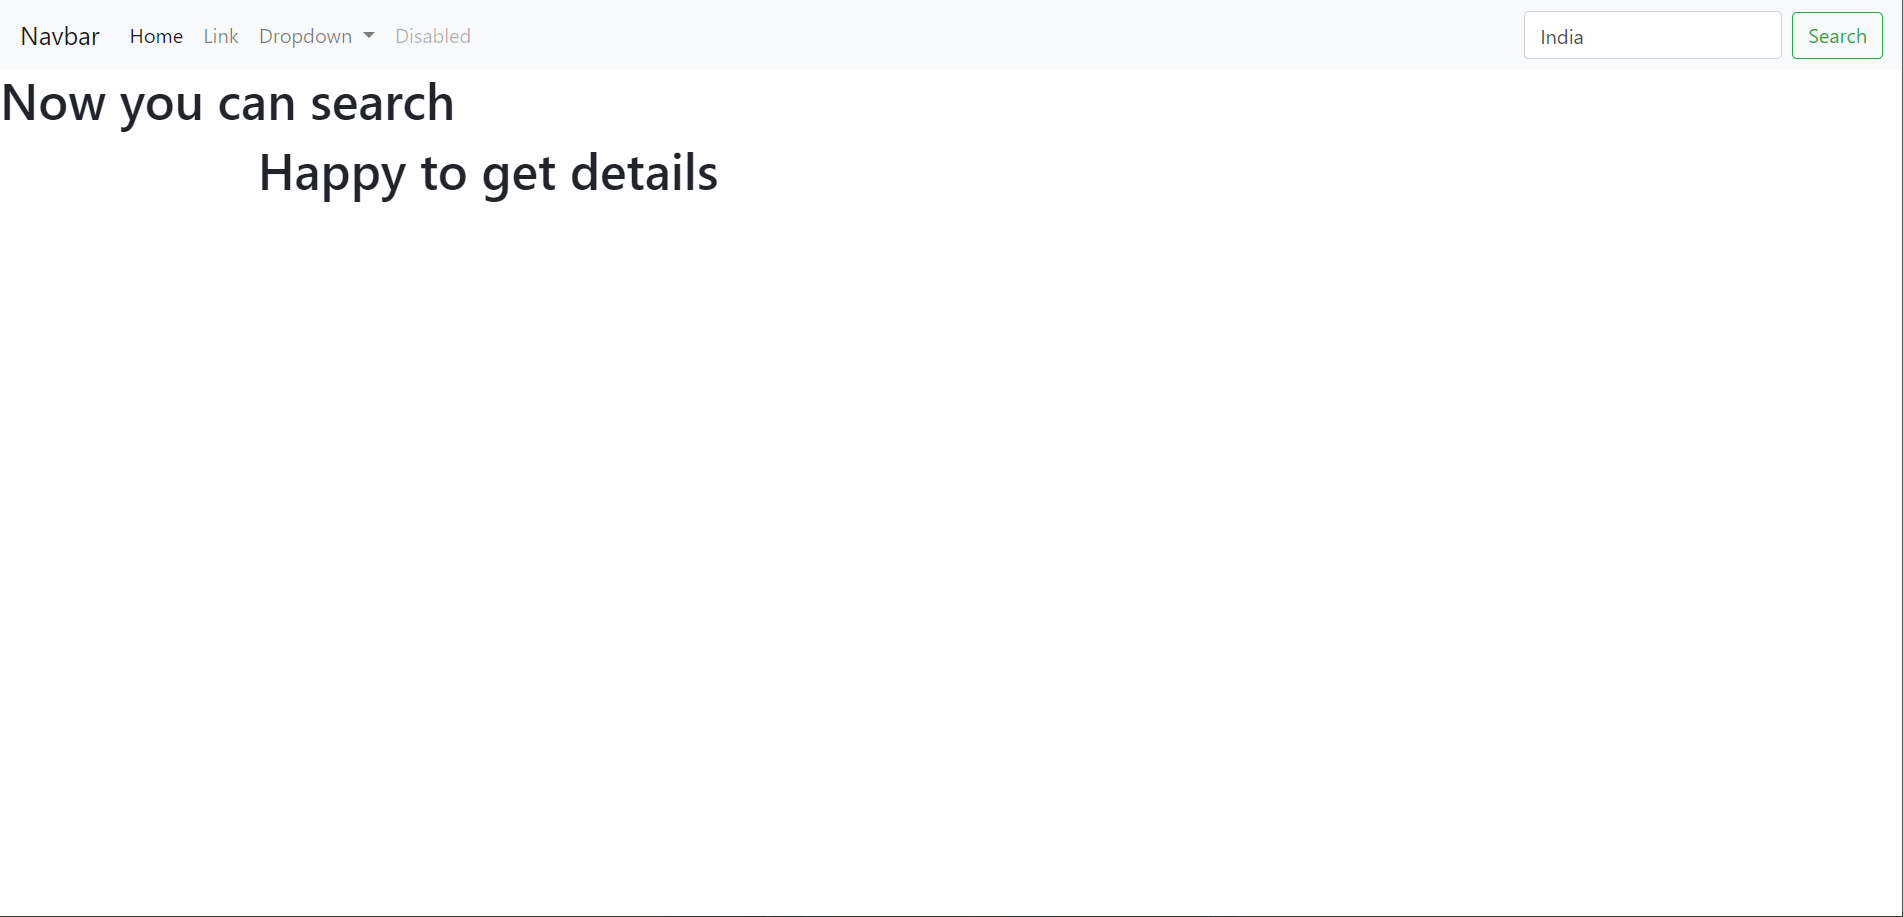 Navbar Home Link Dropdown Disabled India Search
Now you can search
Happy to get details